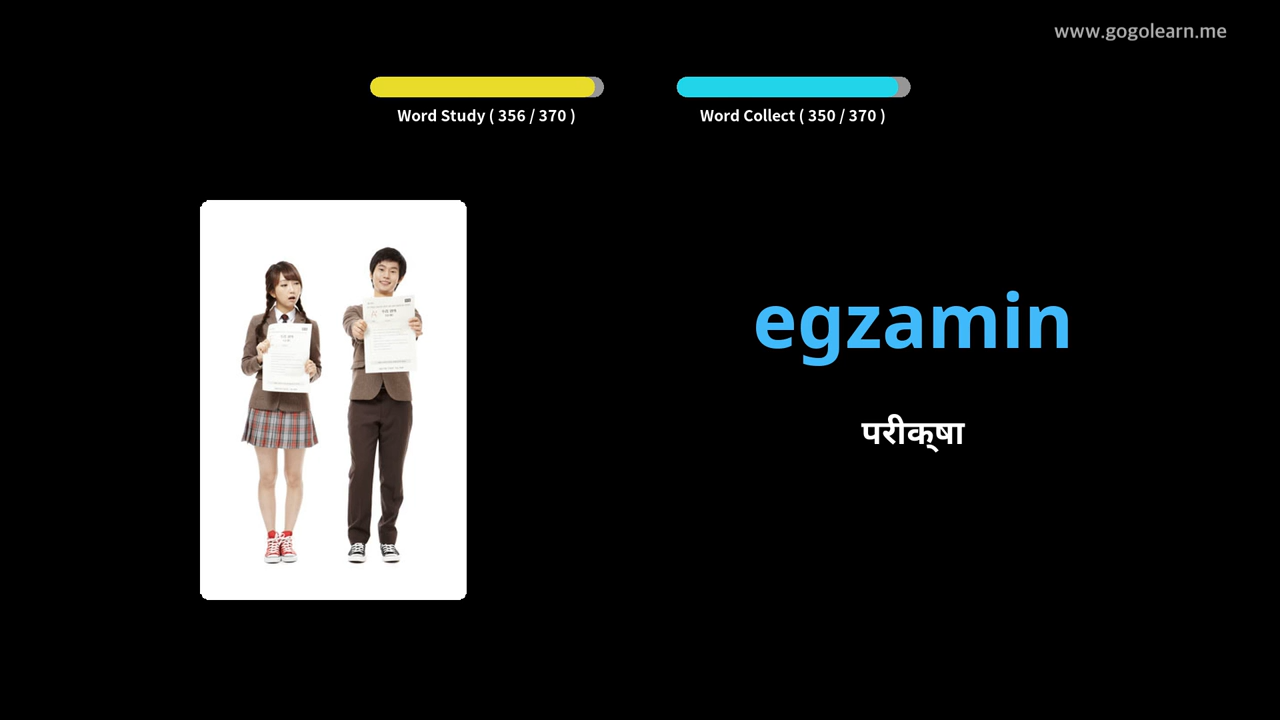 www.gogolearn.me
Word Study ( 356 / 370 )
Word Collect ( 350 / 370 )
egzamin
परीक्षा